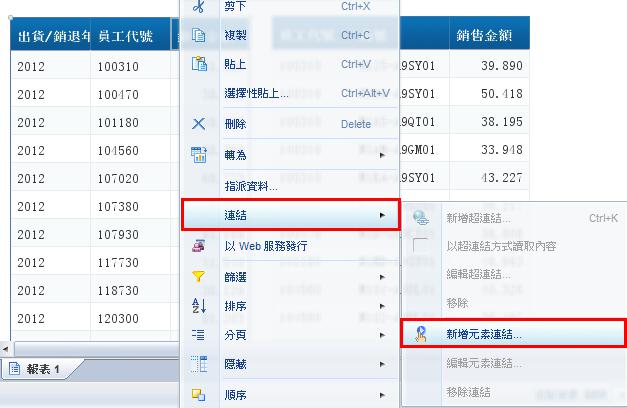 剪下 Ctrl+X
出貨/銷退年 員工代號 複製 Ctrl+C 銷售金額
2012 100310 貼上 Ctrl+V A9SY01 39.890
2012 100470 選擇性貼上... Ctrl+Alt+V A9SY01 50.418
2012 101180 刪除 Delete A9QT01 38.195
2012 104560 轉為 A9GM01 33.948
2012 107020 指派資料... A9SY01 43.227
2012 107380 連結 新增超連結... Ctrl+K
2012 107930 以 Web 服務發行 以超連結方式讀取內容
2012 117730 篩選 編輯超連結...
2012 118730 排序 移除
2012 120300 分頁 新增元素連結...
報表 1 隱藏 編輯元素連結...
順序 移除連結